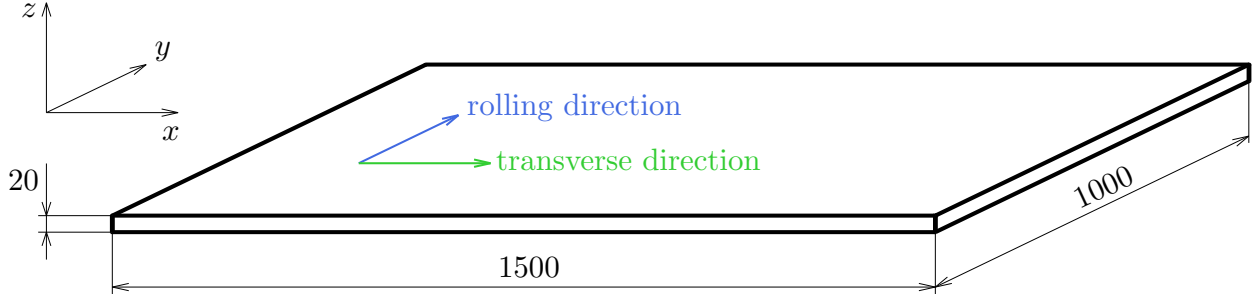 z
y
x
rolling direction
transverse direction
20
1000
1500